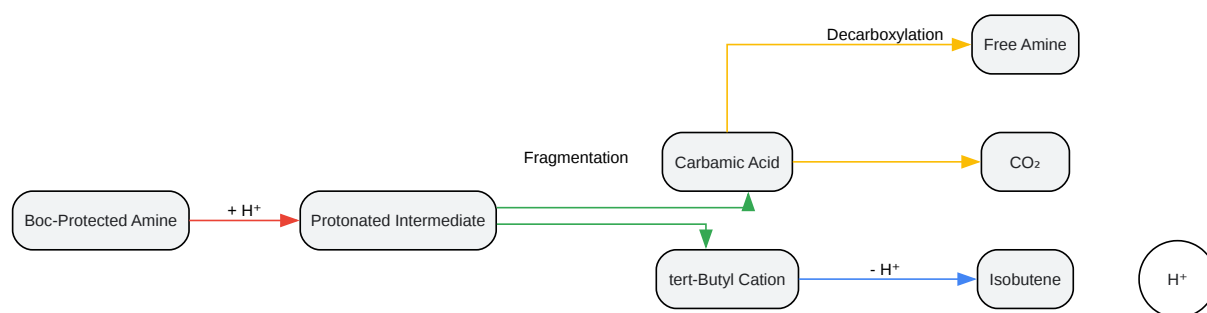 Decarboxylation
Free Amine
Fragmentation
Carbamic Acid
CO₂
Boc-Protected Amine
+ H⁺
Protonated Intermediate
tert-Butyl Cation
- H⁺
Isobutene
H⁺